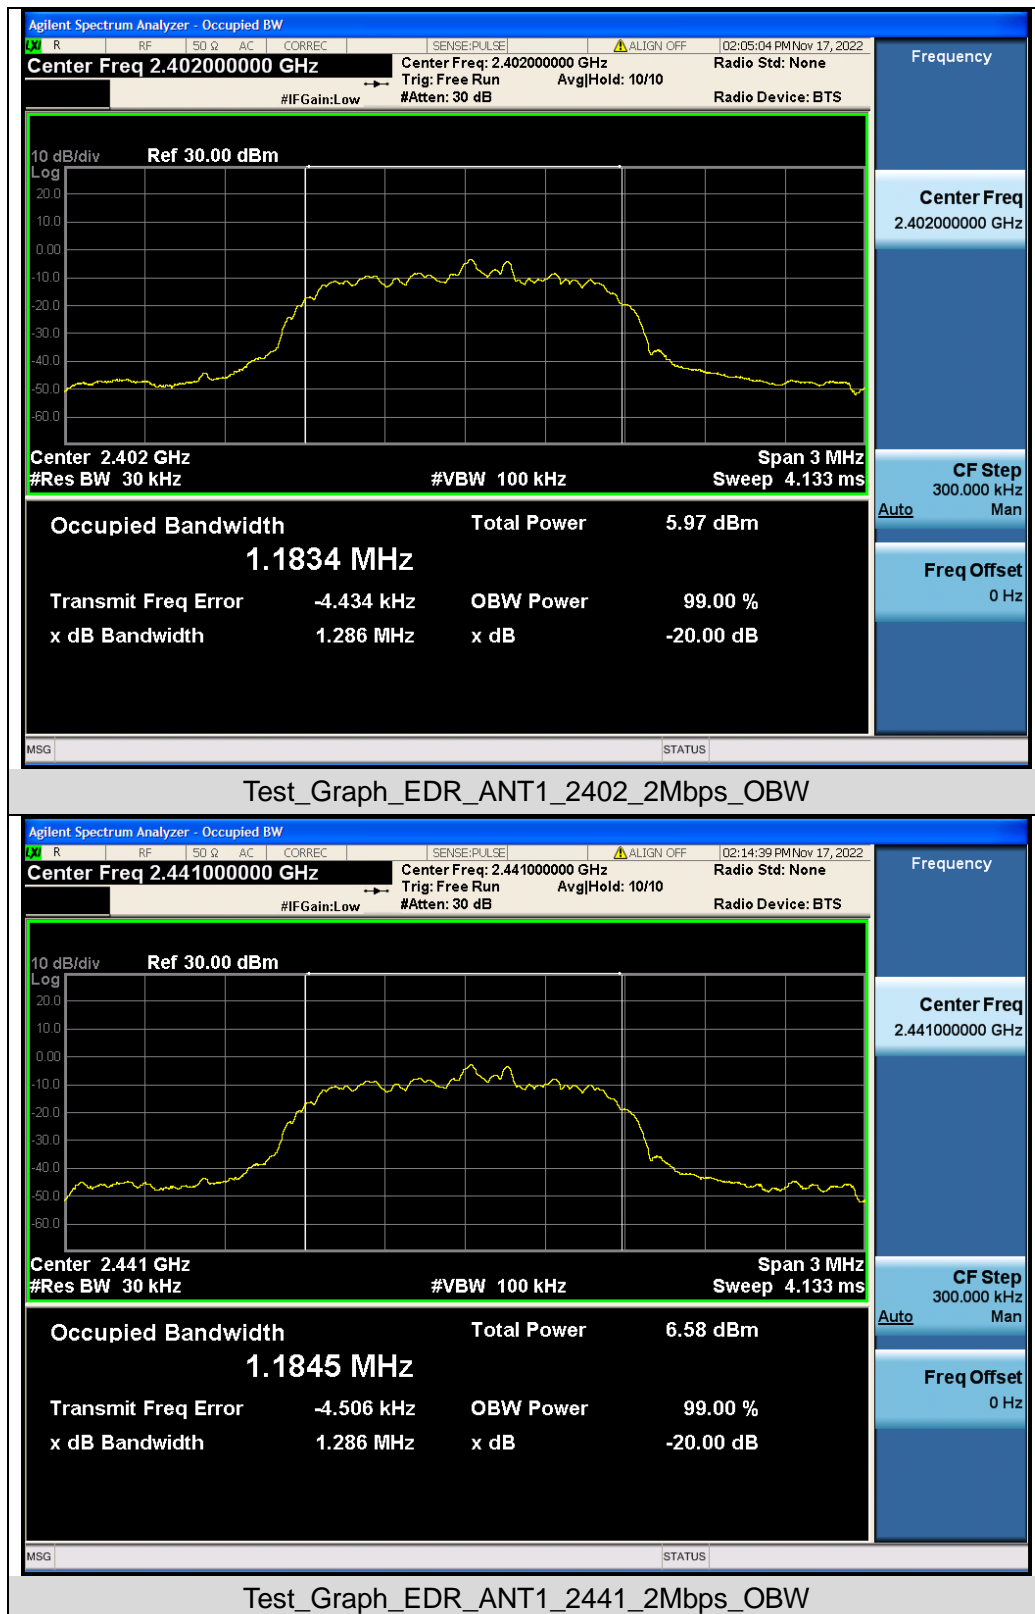 Agilent Spectrum Analyzer - Occupied BW
LXI R RF 50 Ω AC CORREC SENSE:PULSE ALIGN OFF 02:05:04 PM Nov 17, 2022
Center Freq 2.402000000 GHz Center Freq: 2.402000000 GHz Radio Std: None
Trig: Free Run Avg|Hold: 10/10
#IFGain:Low #Atten: 30 dB Radio Device: BTS
Frequency
10 dB/div Ref 30.00 dBm
Log
20.0
10.0
0.00
-10.0
-20.0
-30.0
-40.0
-50.0
-60.0
Center 2.402 GHz Span 3 MHz
#Res BW 30 kHz #VBW 100 kHz Sweep 4.133 ms
Center Freq
2.402000000 GHz
CF Step
300.000 kHz
Auto Man
Freq Offset
0 Hz
Occupied Bandwidth Total Power 5.97 dBm
1.1834 MHz
Transmit Freq Error -4.434 kHz OBW Power 99.00 %
x dB Bandwidth 1.286 MHz x dB -20.00 dB
MSG STATUS
Test_Graph_EDR_ANT1_2402_2Mbps_OBW
Agilent Spectrum Analyzer - Occupied BW
LXI R RF 50 Ω AC CORREC SENSE:PULSE ALIGN OFF 02:14:39 PM Nov 17, 2022
Center Freq 2.441000000 GHz Center Freq: 2.441000000 GHz Radio Std: None
Trig: Free Run Avg|Hold: 10/10
#IFGain:Low #Atten: 30 dB Radio Device: BTS
Frequency
10 dB/div Ref 30.00 dBm
Log
20.0
10.0
0.00
-10.0
-20.0
-30.0
-40.0
-50.0
-60.0
Center 2.441 GHz Span 3 MHz
#Res BW 30 kHz #VBW 100 kHz Sweep 4.133 ms
Center Freq
2.441000000 GHz
CF Step
300.000 kHz
Auto Man
Freq Offset
0 Hz
Occupied Bandwidth Total Power 6.58 dBm
1.1845 MHz
Transmit Freq Error -4.506 kHz OBW Power 99.00 %
x dB Bandwidth 1.286 MHz x dB -20.00 dB
MSG STATUS
Test_Graph_EDR_ANT1_2441_2Mbps_OBW